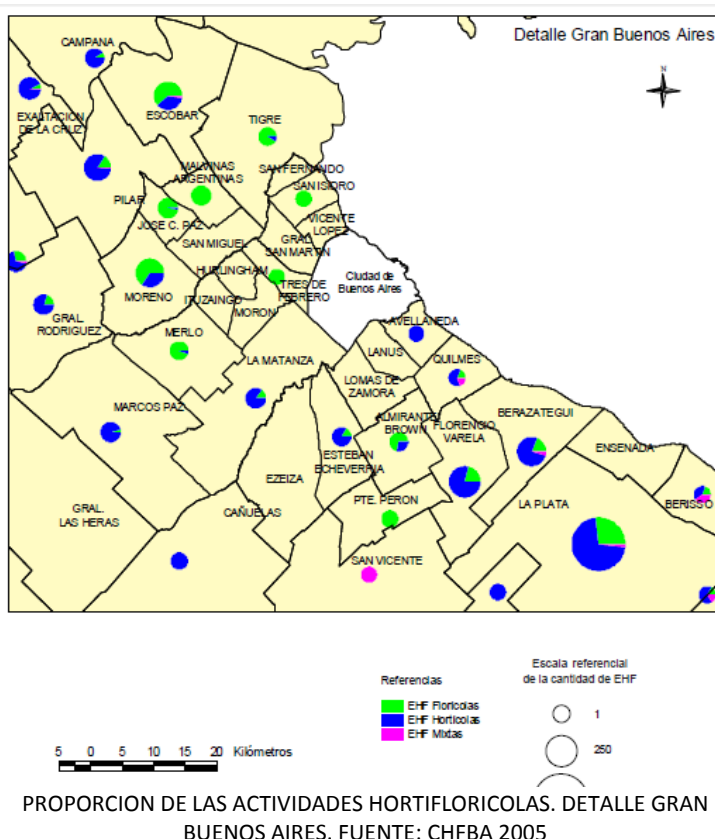 Detalle Gran Buenos Aires
N
CAMPANA
EXALTACION
DE LA CRUZ
ESCOBAR
TIGRE
MALVINAS
ARGENTINAS
SAN FERNANDO
SAN ISIDRO
PILAR
JOSE C. PAZ
VICENTE
LOPEZ
SAN MIGUEL
GRAL.
SAN MARTIN
HURLINGHAM
Ciudad de
Buenos Aires
MORENO
ITUZAINGO
TRES DE
FEBRERO
MORON
GRAL.
RODRIGUEZ
MERLO
AVELLANEDA
LANUS
QUILMES
LA MATANZA
LOMAS DE
ZAMORA
MARCOS PAZ
ALMIRANTE
BROWN
FLORENCIO
VARELA
BERAZATEGUI
ESTEBAN
ECHEVERRIA
ENSENADA
EZEIZA
PTE. PERON
LA PLATA
BERISSO
GRAL.
LAS HERAS
CAÑUELAS
SAN VICENTE
Escala referencial
de la cantidad de EHF
Referencias
EHF Floricolas
EHF Horticolas
EHF Mixtas
1
250
5 0 5 10 15 20 Kilómetros
PROPORCION DE LAS ACTIVIDADES HORTIFLORICOLAS. DETALLE GRAN
BUENOS AIRES. FUENTE: CHFBA 2005